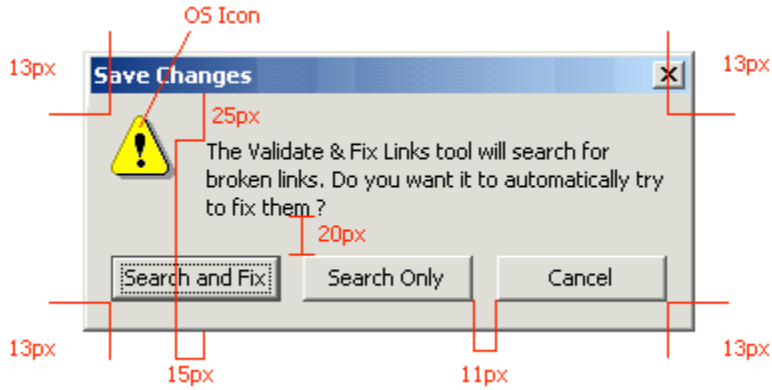 OS Icon
13px
13px
Save Changes
25px
The Validate & Fix Links tool will search for
broken links. Do you want it to automatically try
to fix them ?
20px
Search and Fix
Search Only
Cancel
13px
15px
11px
13px